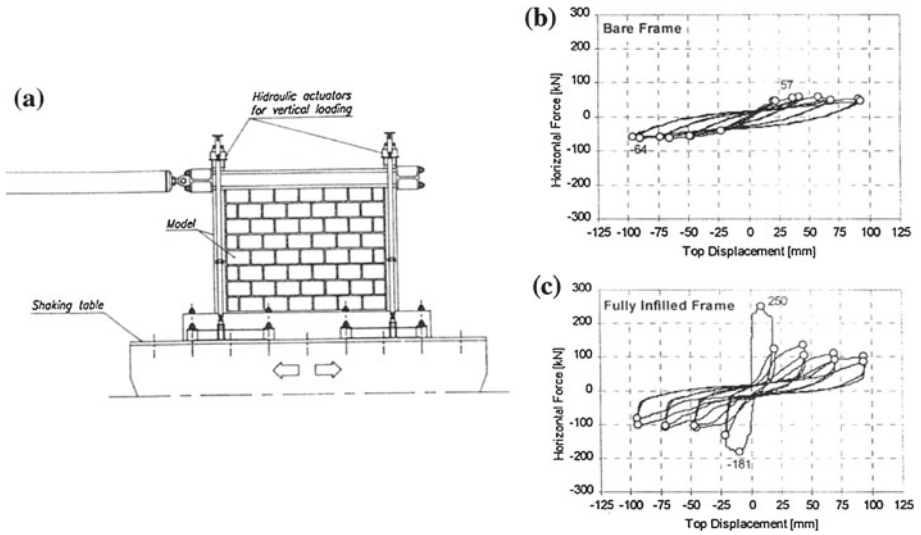 (a)
Hidraulic actuators
for vertical loading
Model
Shaking table
(b)
300
200
100
0
-100
-200
-300
Horizontal Force [kN]
Bare Frame
57
-64
-125 -100 -75 -50 -25 0 25 50 75 100 125
Top Displacement [mm]
(c)
300
200
100
0
-100
-200
-300
Horizontal Force [kN]
Fully Infilled Frame
250
-181
-125 -100 -75 -50 -25 0 25 50 75 100 125
Top Displacement [mm]